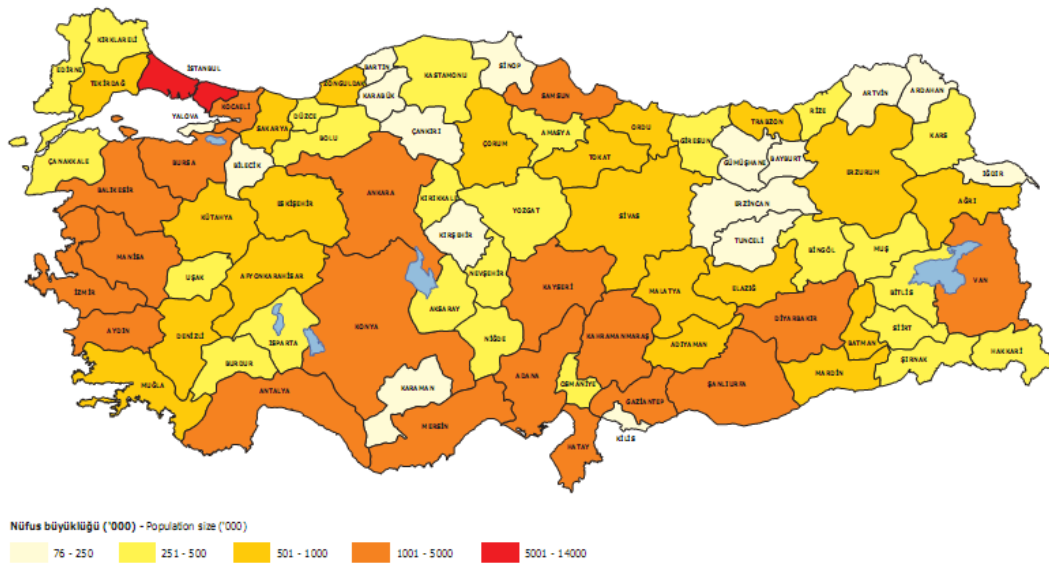 KIRKLARELİ
EDİRNE
TEKİRDAĞ
İSTANBUL
KOCAELİ
YALOVA
SAKARYA
DÜZCE
ZONGULDAK
BARTIN
KARABÜK
KASTAMONU
SİNOP
SAMSUN
BOLU
ÇANKIRI
ÇORUM
AMASYA
ORDU
TOKAT
GİRESUN
TRABZON
RİZE
ARTVİN
ARDAHAN
KARS
GÜMÜŞHANE
BAYBURT
ERZURUM
IĞDIR
AĞRI
ÇANAKKALE
BURSA
BİLECİK
BALIKESİR
ESKİŞEHİR
KÜTAHYA
ANKARA
KIRIKKALE
YOZGAT
KIRŞEHİR
SİVAS
ERZİNCAN
TUNCELİ
BİNGÖL
MUŞ
BİTLİS
VAN
MANİSA
UŞAK
AFYONKARAHİSAR
İZMİR
AYDIN
DENİZLİ
ISPARTA
BURDUR
MUĞLA
ANTALYA
KONYA
AKSARAY
NEVŞEHİR
NİĞDE
KAYSERİ
MALATYA
ELAZIĞ
DİYARBAKIR
BATMAN
SİİRT
ŞIRNAK
HAKKARİ
KAHRAMANMARAŞ
ADIYAMAN
MARDİN
KARAMAN
MERSİN
ADANA
OSMANİYE
GAZİANTEP
ŞANLIURFA
KİLİS
HATAY
Nüfus büyüklüğü ('000) - Population size ('000)
76 - 250
251 - 500
501 - 1000
1001 - 5000
5001 - 14000